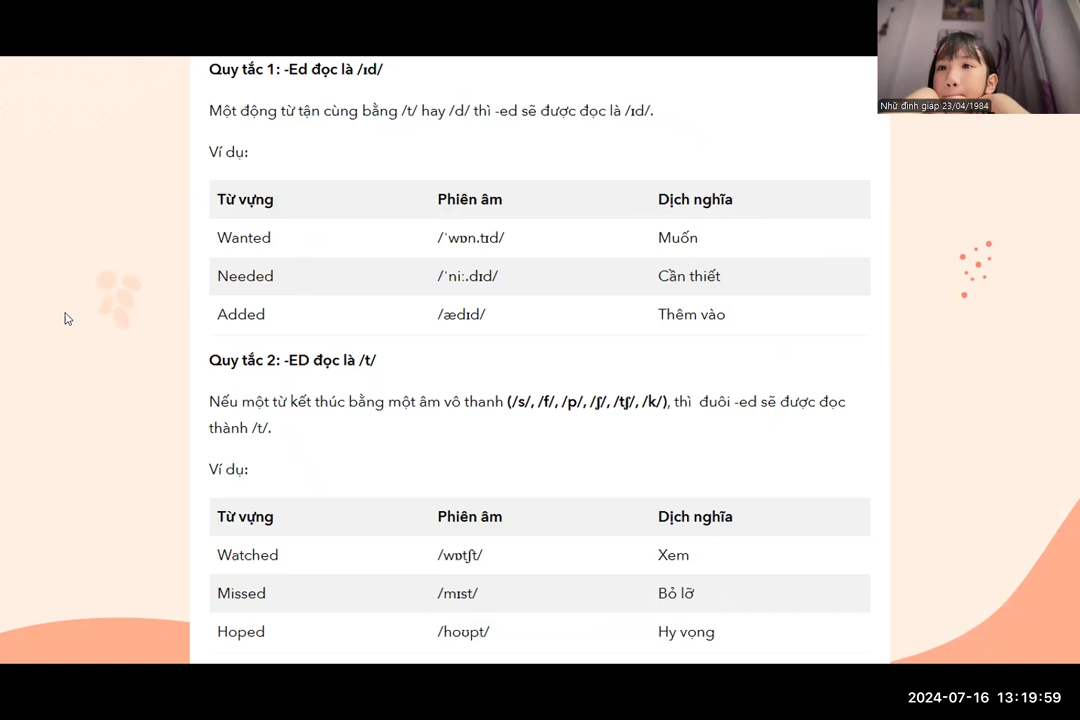 Quy tắc 1: -Ed đọc là /ɪd/
Nhữ đình giáp 23/04/1984
Một động từ tận cùng bằng /t/ hay /d/ thì -ed sẽ được đọc là /ɪd/.
Ví dụ:
Từ vựng Phiên âm Dịch nghĩa
Wanted /ˈwɒn.tɪd/ Muốn
Needed /ˈniː.dɪd/ Cần thiết
Added /ædɪd/ Thêm vào
Quy tắc 2: -ED đọc là /t/
Nếu một từ kết thúc bằng một âm vô thanh (/s/, /f/, /p/, /ʃ/, /tʃ/, /k/), thì đuôi -ed sẽ được đọc
thành /t/.
Ví dụ:
Từ vựng Phiên âm Dịch nghĩa
Watched /wɒtʃt/ Xem
Missed /mɪst/ Bỏ lỡ
Hoped /hoʊpt/ Hy vọng
2024-07-16 13:19:59